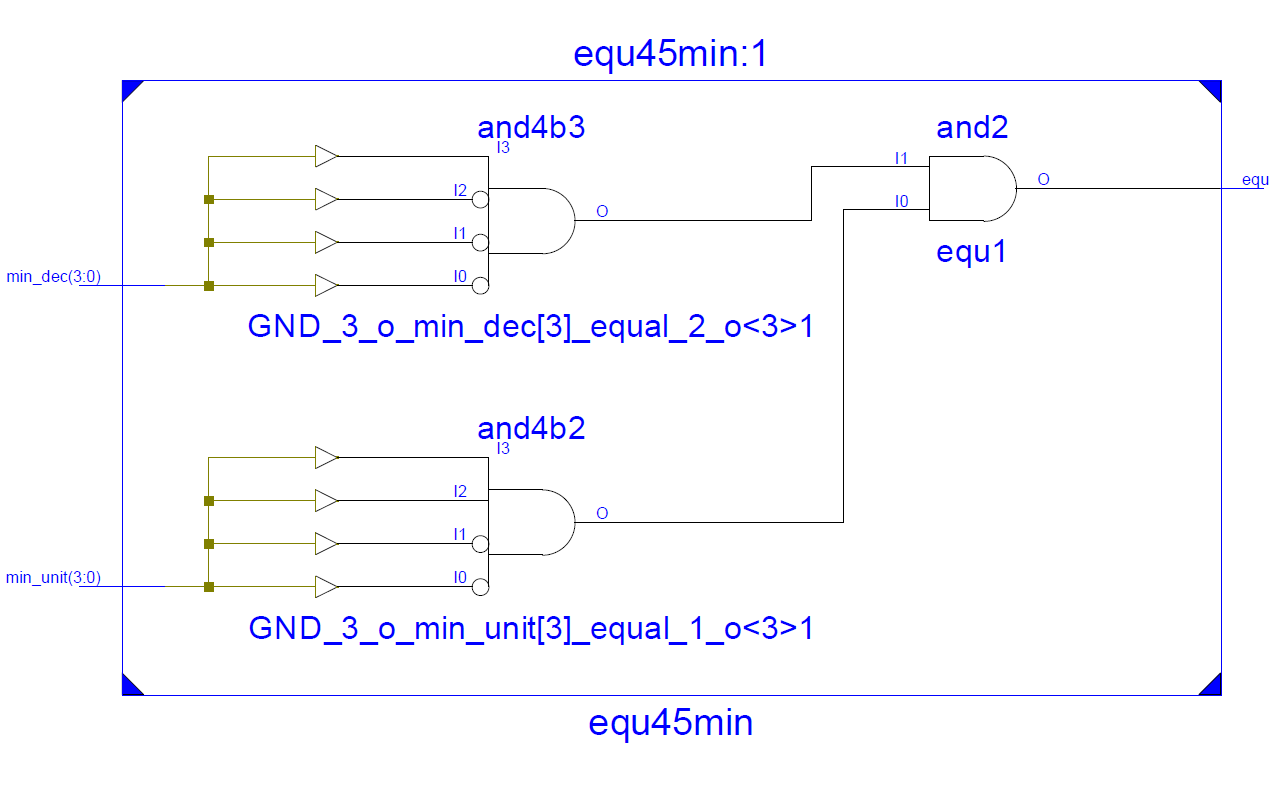 equ45min:1
and4b3
and2
I3
I1
equ
O
I2
I0
O
I1
min_dec(3:0)
I0
equ1
GND_3_o_min_dec[3]_equal_2_o<3>1
and4b2
I3
I2
O
I1
min_unit(3:0)
I0
GND_3_o_min_unit[3]_equal_1_o<3>1
equ45min